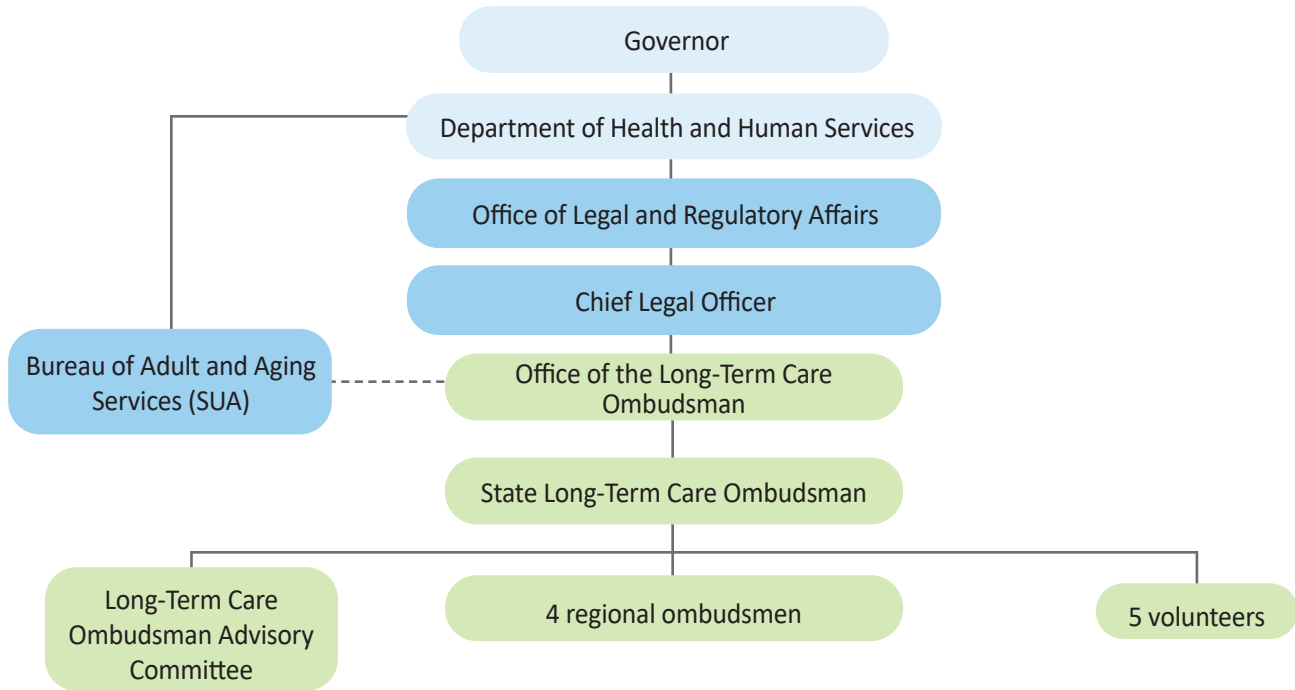 Governor
Department of Health and Human Services
Office of Legal and Regulatory Affairs
Chief Legal Officer
Bureau of Adult and Aging
Services (SUA)
Office of the Long-Term Care
Ombudsman
State Long-Term Care Ombudsman
Long-Term Care
Ombudsman Advisory
Committee
4 regional ombudsmen
5 volunteers